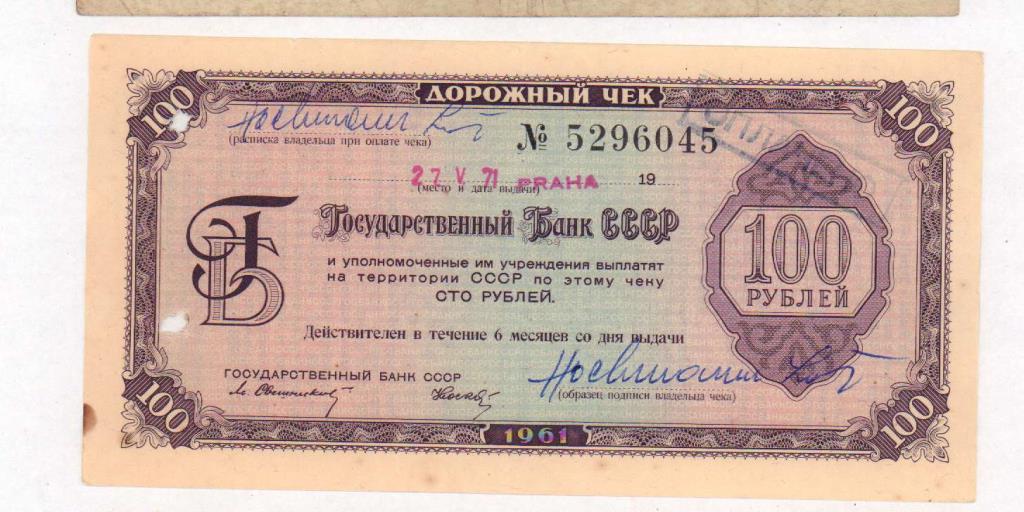 ДОРОЖНЫЙ ЧЕК
100 100
(расписка владельца при оплате чека)
№ 5296045
27 V 71 PRAHA 19
(место и дата выдачи)
ГБ
Государственный Банк СССР
и уполномоченные им учреждения выплатят
на территории СССР по этому чеку
СТО РУБЛЕЙ.
100
РУБЛЕЙ
Действителен в течение 6 месяцев со дня выдачи
ГОСУДАРСТВЕННЫЙ БАНК СССР
(образец подписи владельца чека)
100 100
1961